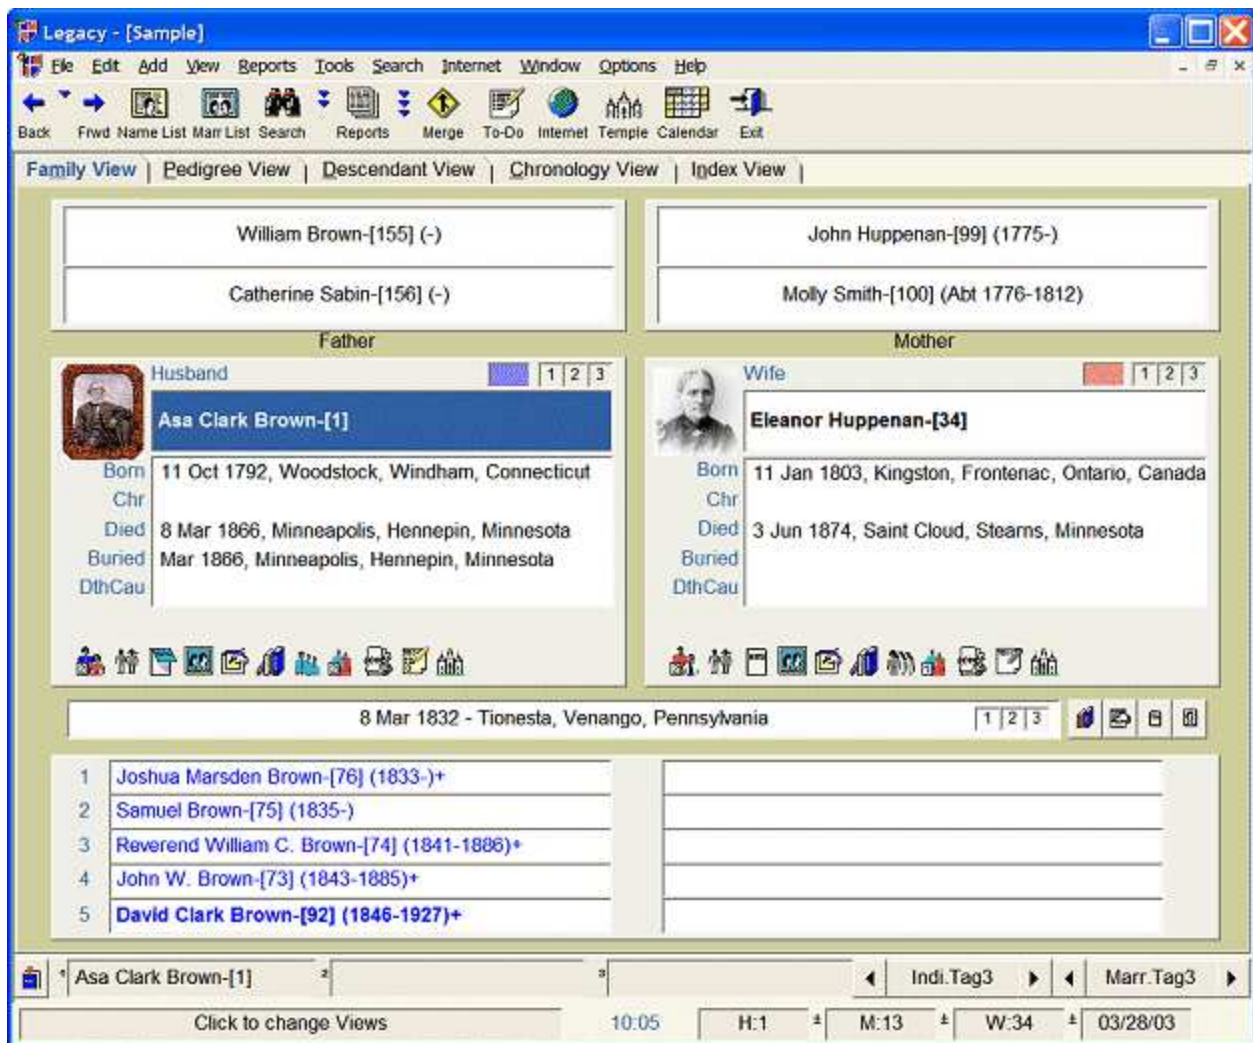 Legacy - [Sample]
File Edit Add View Reports Tools Search Internet Window Options Help
Back Frwd Name List Marr List Search Reports Merge To-Do Internet Temple Calendar Exit
Family View | Pedigree View | Descendant View | Chronology View | Index View |
William Brown-[155] (-)
John Huppenan-[99] (1775-)
Catherine Sabin-[156] (-)
Molly Smith-[100] (Abt 1776-1812)
Father
Mother
Husband 1 2 3
Asa Clark Brown-[1]
Born 11 Oct 1792, Woodstock, Windham, Connecticut
Chr
Died 8 Mar 1866, Minneapolis, Hennepin, Minnesota
Buried Mar 1866, Minneapolis, Hennepin, Minnesota
DthCau
Wife 1 2 3
Eleanor Huppenan-[34]
Born 11 Jan 1803, Kingston, Frontenac, Ontario, Canada
Chr
Died 3 Jun 1874, Saint Cloud, Stearns, Minnesota
Buried
DthCau
8 Mar 1832 - Tionesta, Venango, Pennsylvania 1 2 3
1 Joshua Marsden Brown-[76] (1833-)+
2 Samuel Brown-[75] (1835-)
3 Reverend William C. Brown-[74] (1841-1886)+
4 John W. Brown-[73] (1843-1885)+
5 David Clark Brown-[92] (1846-1927)+
1 Asa Clark Brown-[1] 2 3 Indi.Tag3 Marr.Tag3
Click to change Views 10:05 H:1 ± M:13 ± W:34 ± 03/28/03